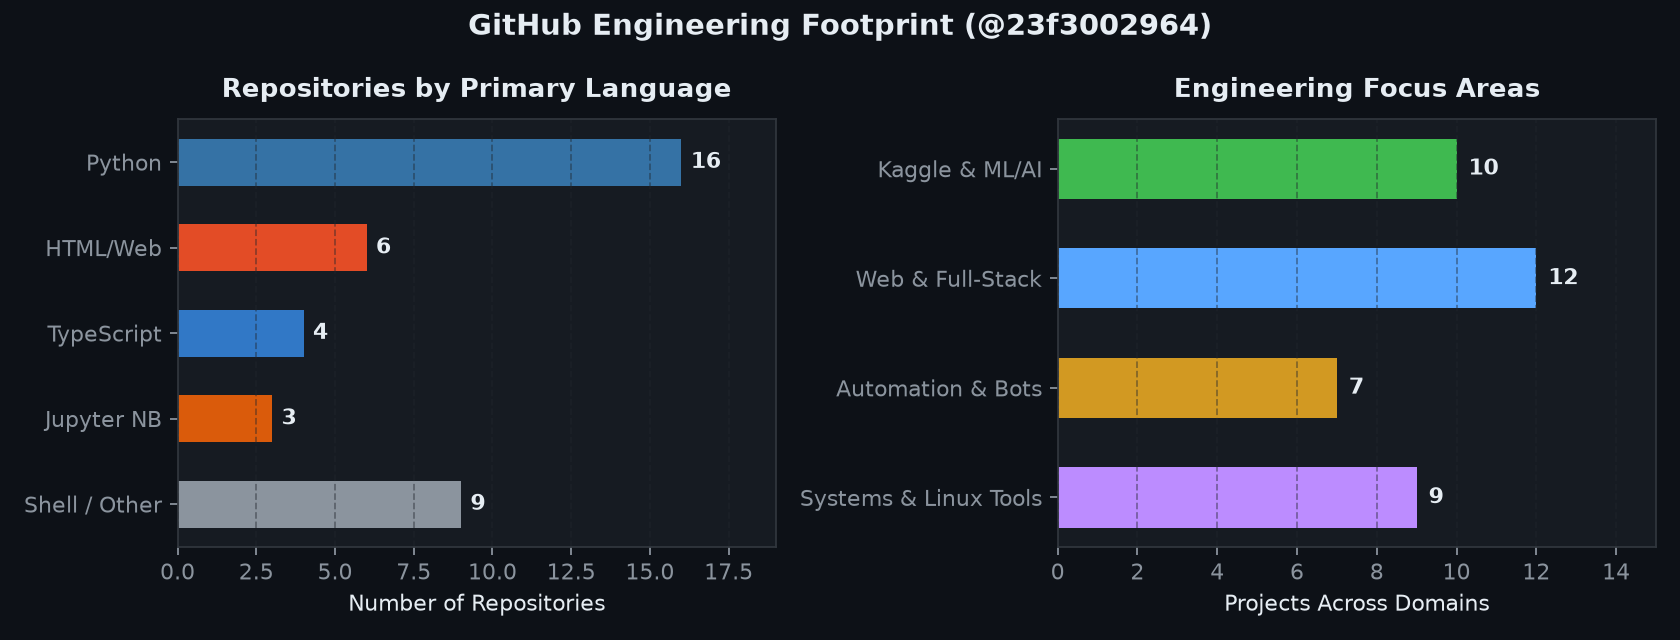 GitHub Engineering Footprint (@23f3002964)
Repositories by Primary Language
Python
16
HTML/Web
6
TypeScript
4
Jupyter NB
3
Shell / Other
9
0.0 2.5 5.0 7.5 10.0 12.5 15.0 17.5
Number of Repositories
Engineering Focus Areas
Kaggle & ML/AI
10
Web & Full-Stack
12
Automation & Bots
7
Systems & Linux Tools
9
0 2 4 6 8 10 12 14
Projects Across Domains